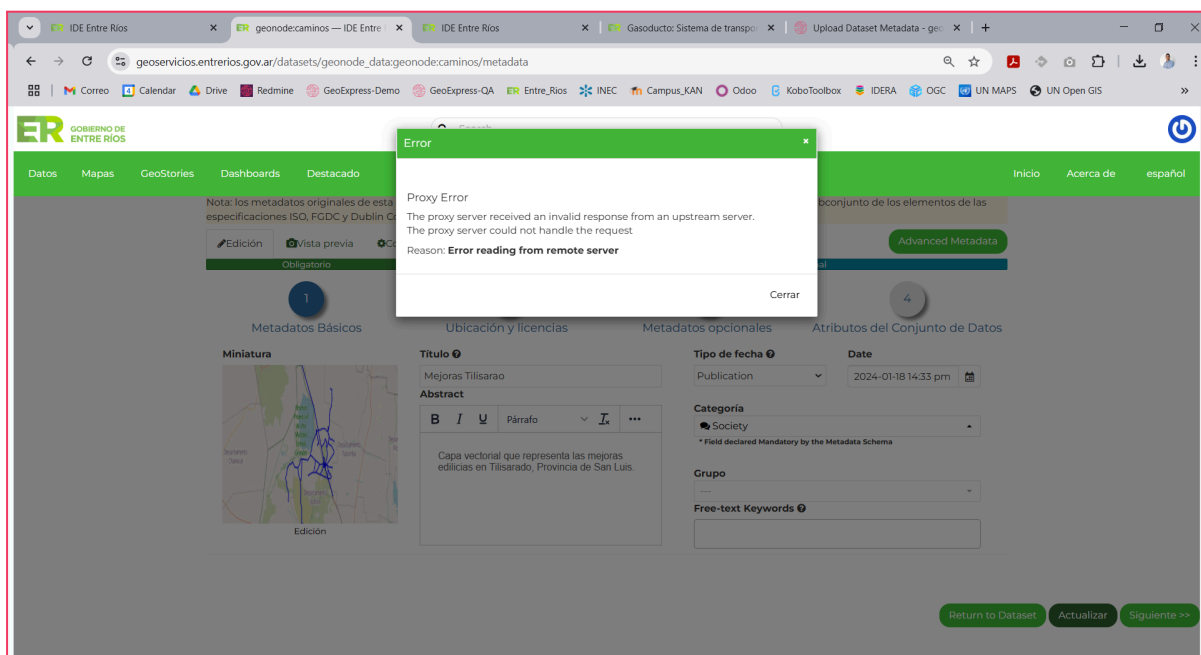 IDE Entre Ríos
geonode:caminos — IDE Entre
IDE Entre Ríos
Gasoducto: Sistema de transpo
Upload Dataset Metadata - geo
geoservicios.entrerios.gov.ar/datasets/geonode_data:geonode:caminos/metadata
Correo Calendar Drive Redmine GeoExpress-Demo GeoExpress-QA Entre_Rios INEC Campus_KAN Odoo KoboToolbox IDERA OGC UN MAPS UN Open GIS »
ER GOBIERNO DE
ENTRE RÍOS
Error
Datos Mapas GeoStories Dashboards Destacado Inicio Acerca de español
Nota: los metadatos originales de esta
bconjunto de los elementos de las
especificaciones ISO, FGDC y Dublin Co
Proxy Error
The proxy server received an invalid response from an upstream server.
The proxy server could not handle the request
Reason: Error reading from remote server
Cerrar
Edición Vista previa Advanced Metadata
Obligatorio
1 4
Metadatos Básicos Ubicación y licencias Metadatos opcionales Atributos del Conjunto de Datos
Miniatura Título Tipo de fecha Date
Mejoras Tilisarao Publication 2024-01-18 14:33 pm
Abstract
B I U Párrafo
Categoría
Society
* Field declared Mandatory by the Metadata Schema
Capa vectorial que representa las mejoras
edilicias en Tilisarado, Provincia de San Luis.
Grupo
---
Free-text Keywords
Edición
Return to Dataset Actualizar Siguiente >>